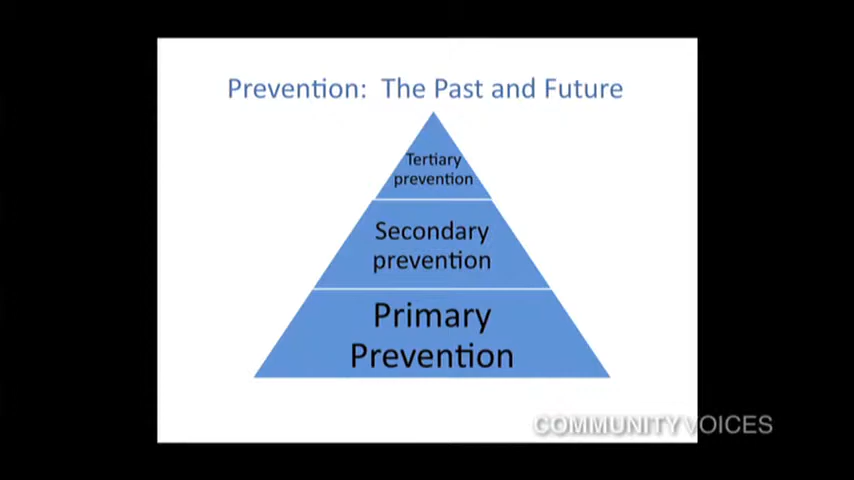 Prevention:  The Past and Future
Tertiary
prevention
Secondary
prevention
Primary
Prevention
COMMUNITY VOICES